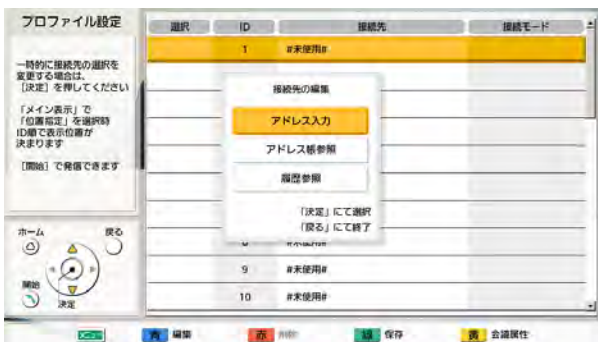 プロファイル設定
選択 ID 接続先 接続モード
1 #未使用#
一時的に接続先の選択を
変更する場合は、
[決定]を押してください
「メイン表示」で
「位置指定」を選択時
ID順で表示位置が
決まります
[開始]で発信できます
接続先の編集
アドレス入力
アドレス帳参照
履歴参照
「決定」にて選択
「戻る」にて終了
9 #未使用#
10 #未使用#
ホーム 戻る
開始
決定
メニュー 青 編集 赤 削除 緑 保存 黄 会議属性